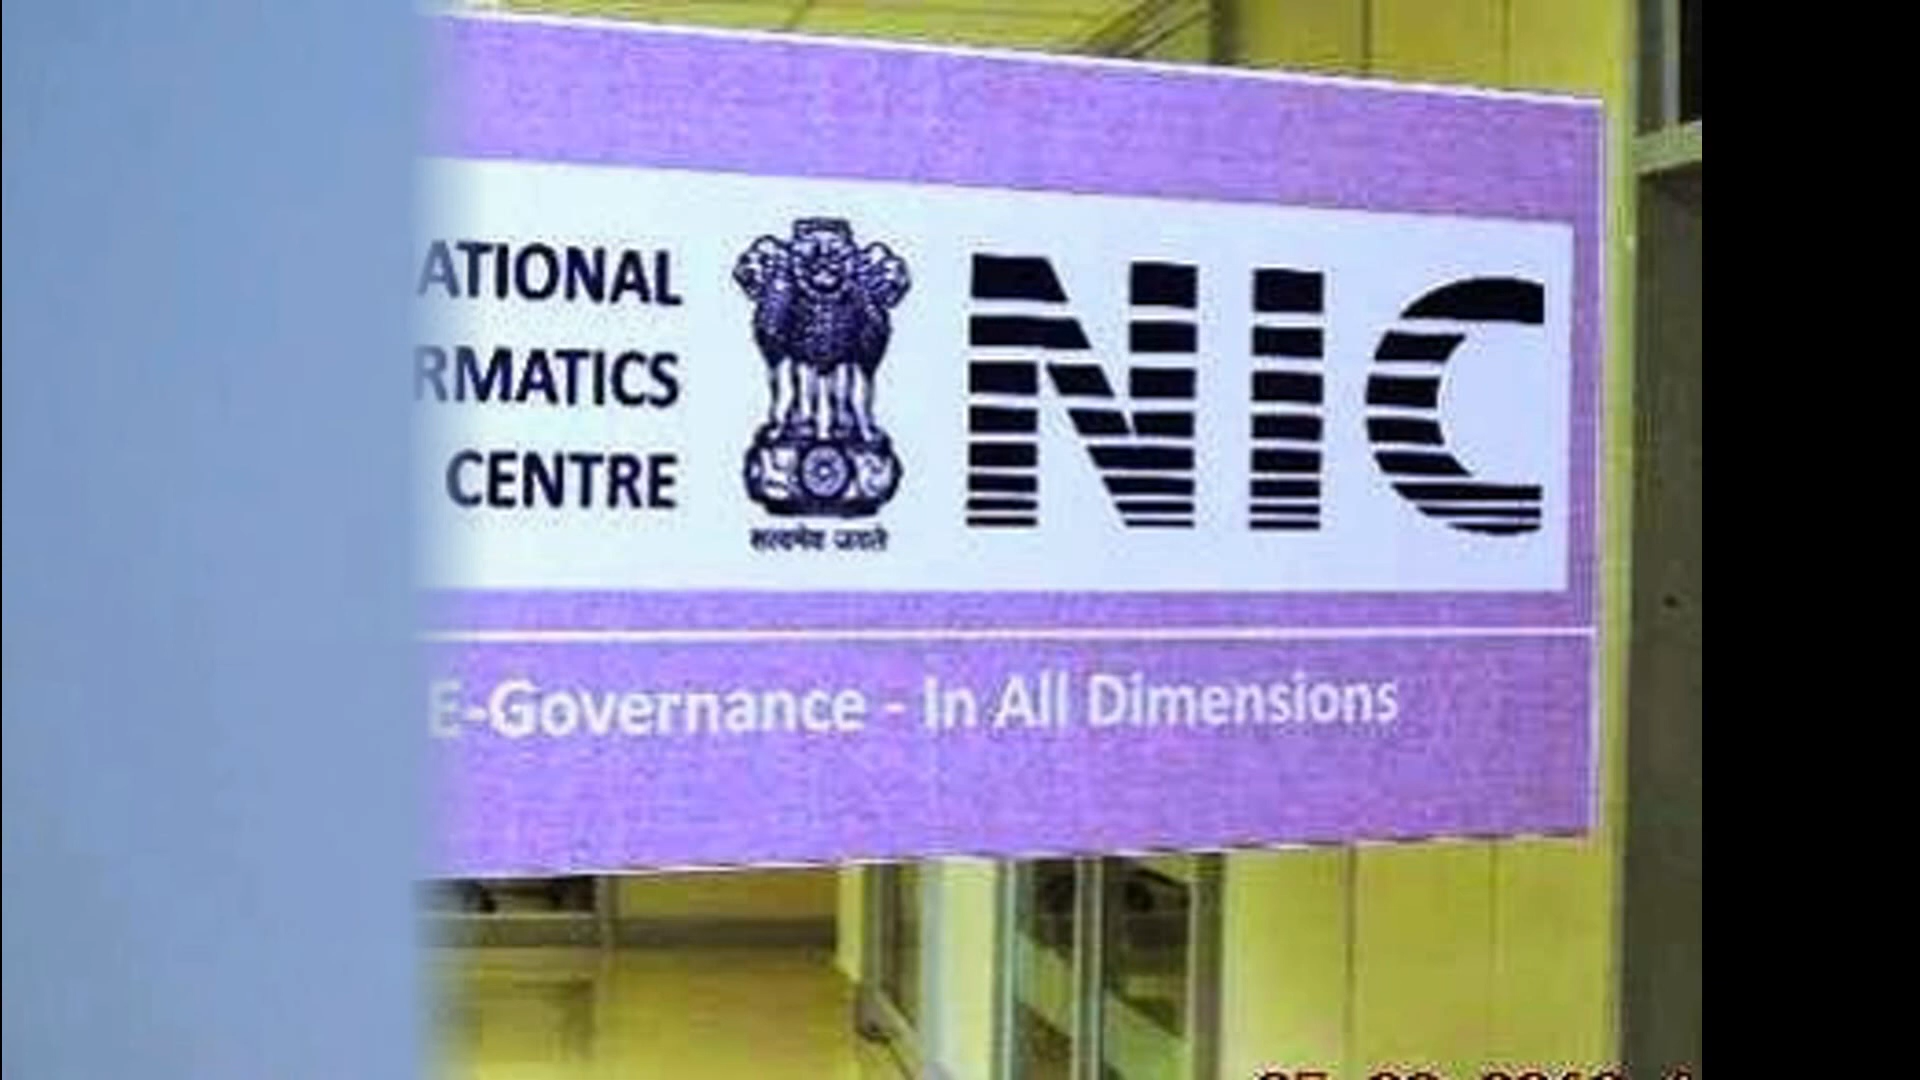 ATIONAL
RMATICS
CENTRE
सत्यमेव जयते
NIC
E-Governance - In All Dimensions